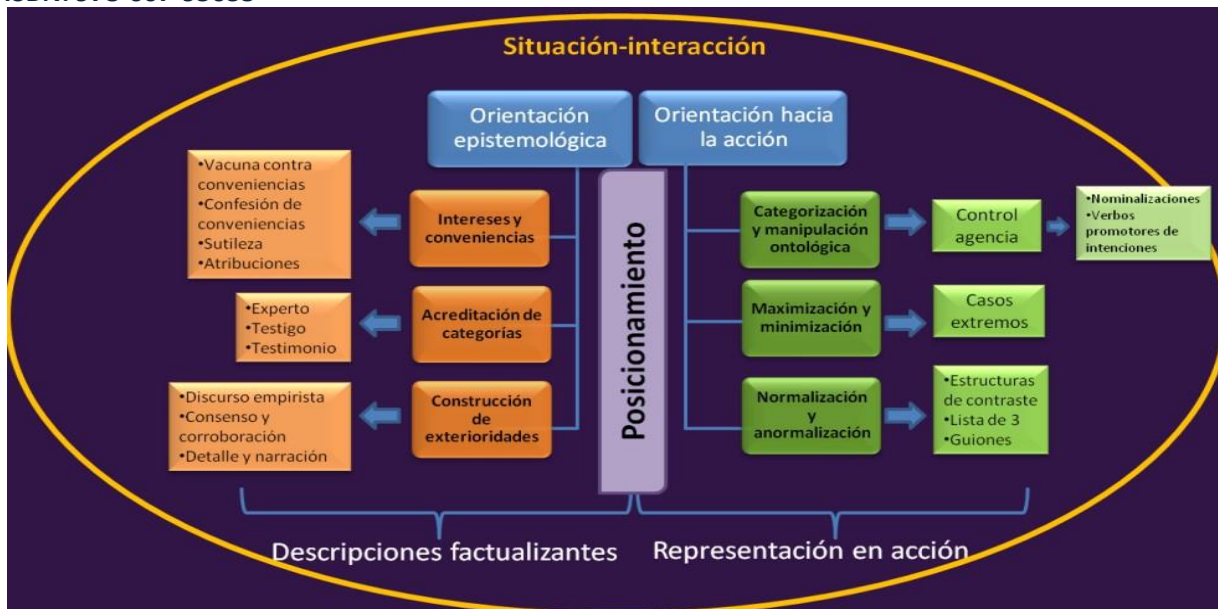 Situación-interacción
Orientación
epistemológica
Orientación hacia
la acción
•Vacuna contra
conveniencias
•Confesión de
conveniencias
•Sutileza
•Atribuciones
Intereses y
conveniencias
•Experto
•Testigo
•Testimonio
Acreditación de
categorías
•Discurso empirista
•Consenso y
corroboración
•Detalle y narración
Construcción
de
exterioridades
Posicionamiento
Categorización
y manipulación
ontológica
Control
agencia
•Nominalizaciones
•Verbos
promotores de
intenciones
Maximización y
minimización
Casos
extremos
Normalización
y
anormalización
•Estructuras
de contraste
•Lista de 3
•Guiones
Descripciones factualizantes
Representación en acción